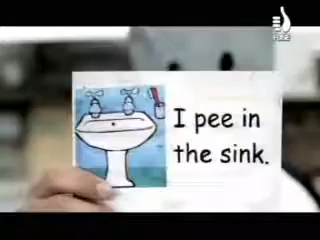 I pee in
the sink.